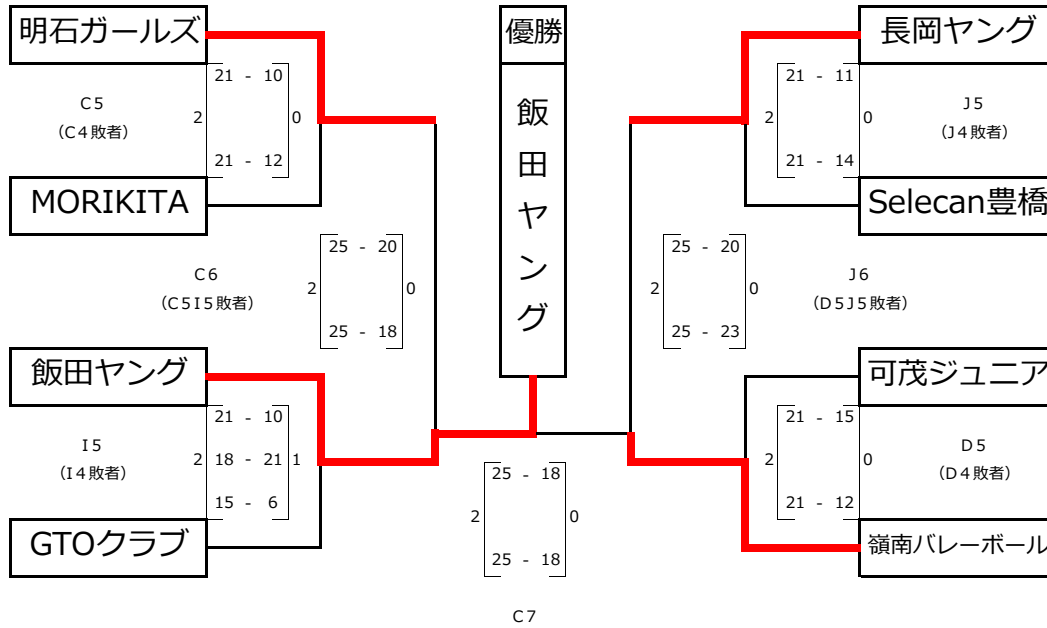 明石ガールズ
優勝
長岡ヤング
21 - 10
C5
(C4敗者)
2
0
21 - 12
飯田ヤング
21 - 11
J5
(J4敗者)
2
0
21 - 14
MORIKITA
Selecan豊橋
25 - 20
C6
(C5I5敗者)
2
0
25 - 18
25 - 20
J6
(D5J5敗者)
2
0
25 - 23
飯田ヤング
可茂ジュニア
21 - 10
I5
(I4敗者)
2 18 - 21 1
15 - 6
21 - 15
D5
(D4敗者)
2
0
21 - 12
GTOクラブ
嶺南バレーボール
25 - 18
2
0
25 - 18
C7